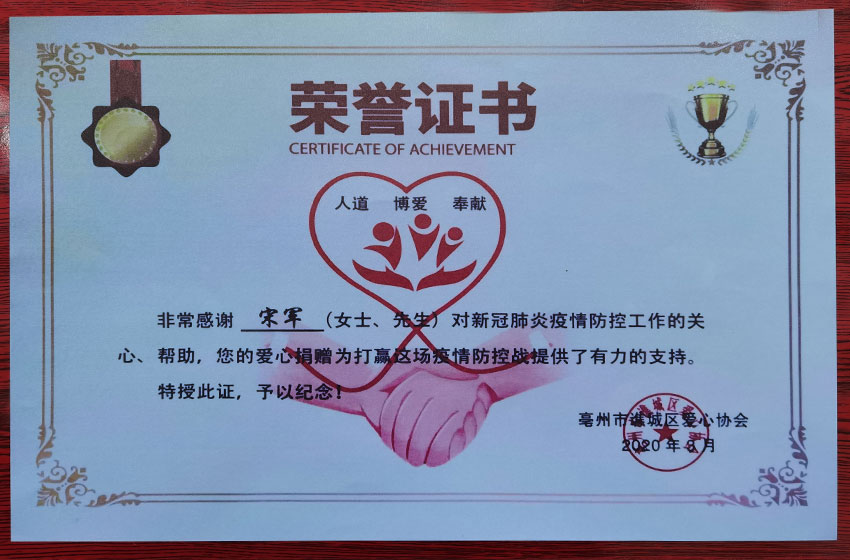 荣誉证书
CERTIFICATE OF ACHIEVEMENT
人道 博爱 奉献
非常感谢 宋军 (女士、先生) 对新冠肺炎疫情防控工作的关
心、帮助，您的爱心捐赠为打赢这场疫情防控战提供了有力的支持。
特授此证，予以纪念！
亳州市谯城区爱心协会
2020 年 月